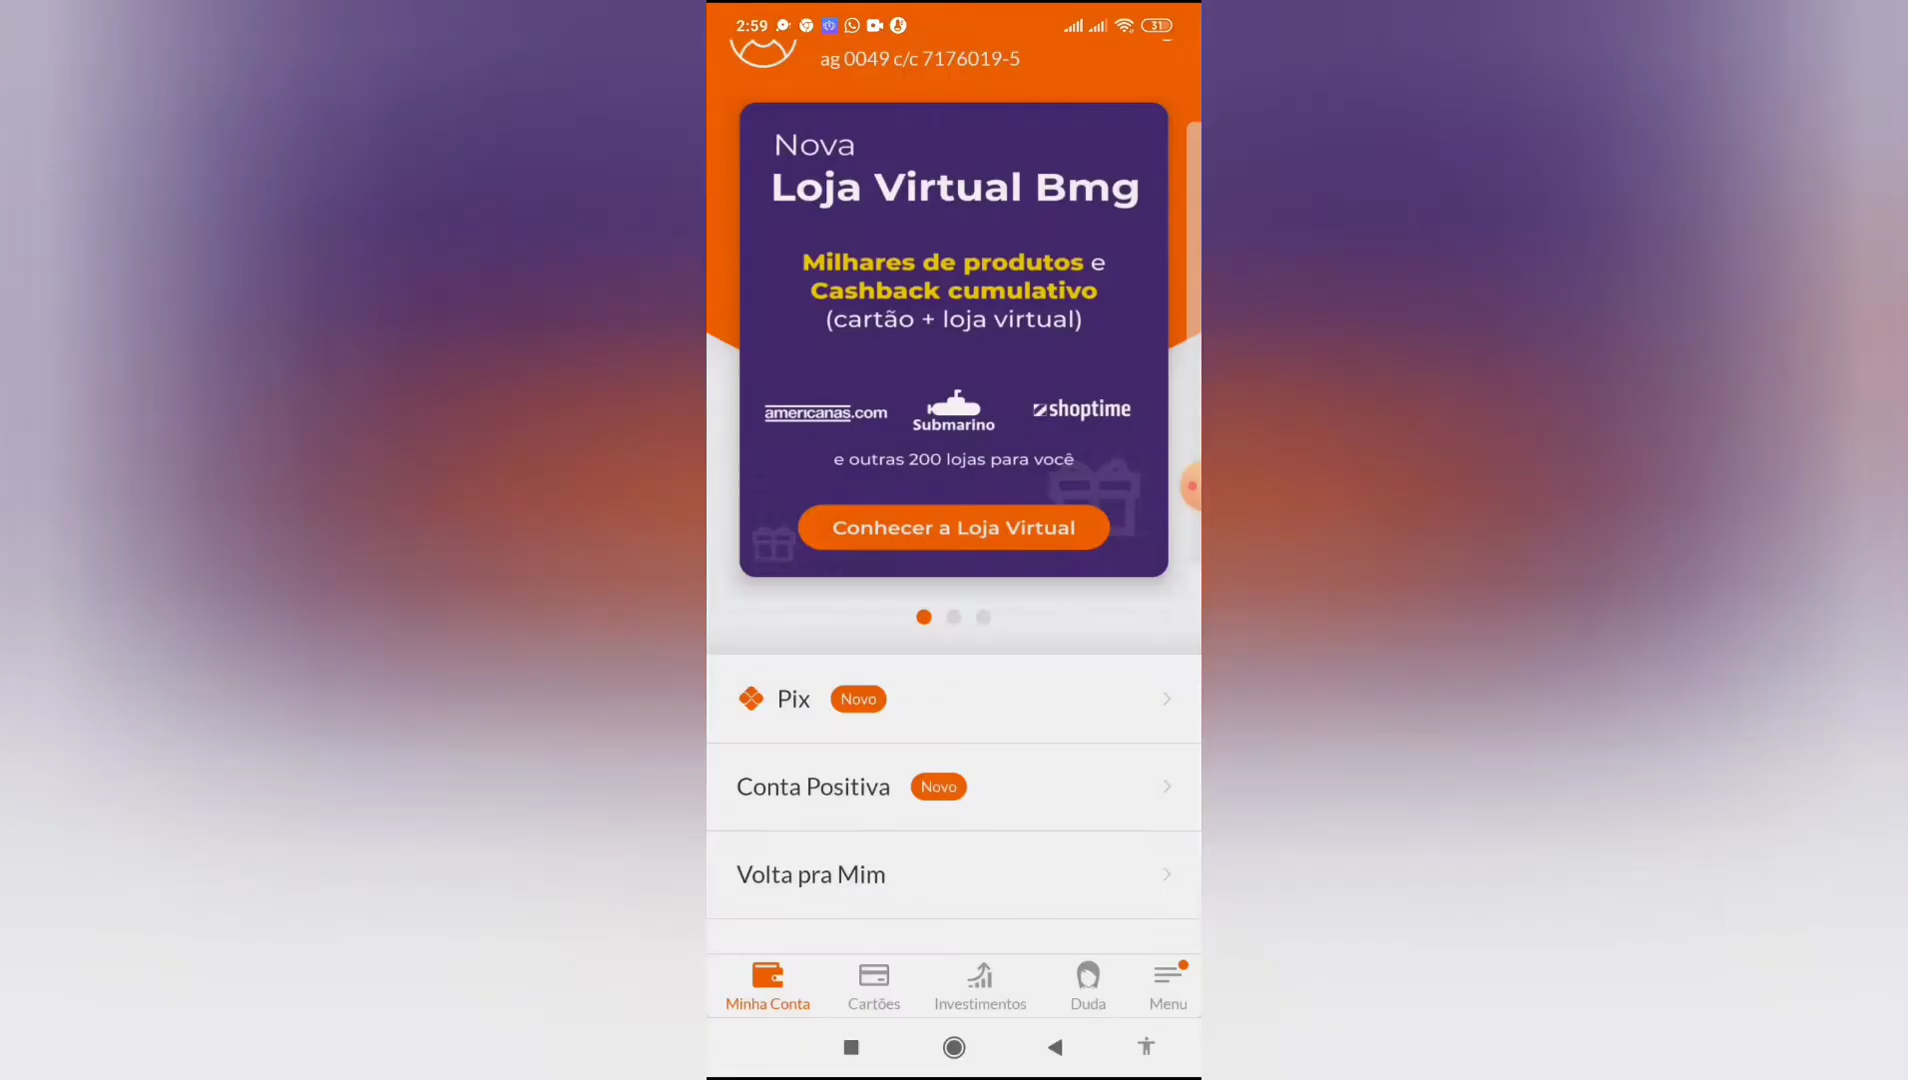 2:59
31
ag 0049 c/c 7176019-5
Nova
Loja Virtual Bmg
Milhares de produtos e
Cashback cumulativo
(cartão + loja virtual)
americanas.com
Submarino
shoptime
e outras 200 lojas para você
Conhecer a Loja Virtual
Pix Novo
Conta Positiva Novo
Volta pra Mim
Minha Conta
Cartões
Investimentos
Duda
Menu